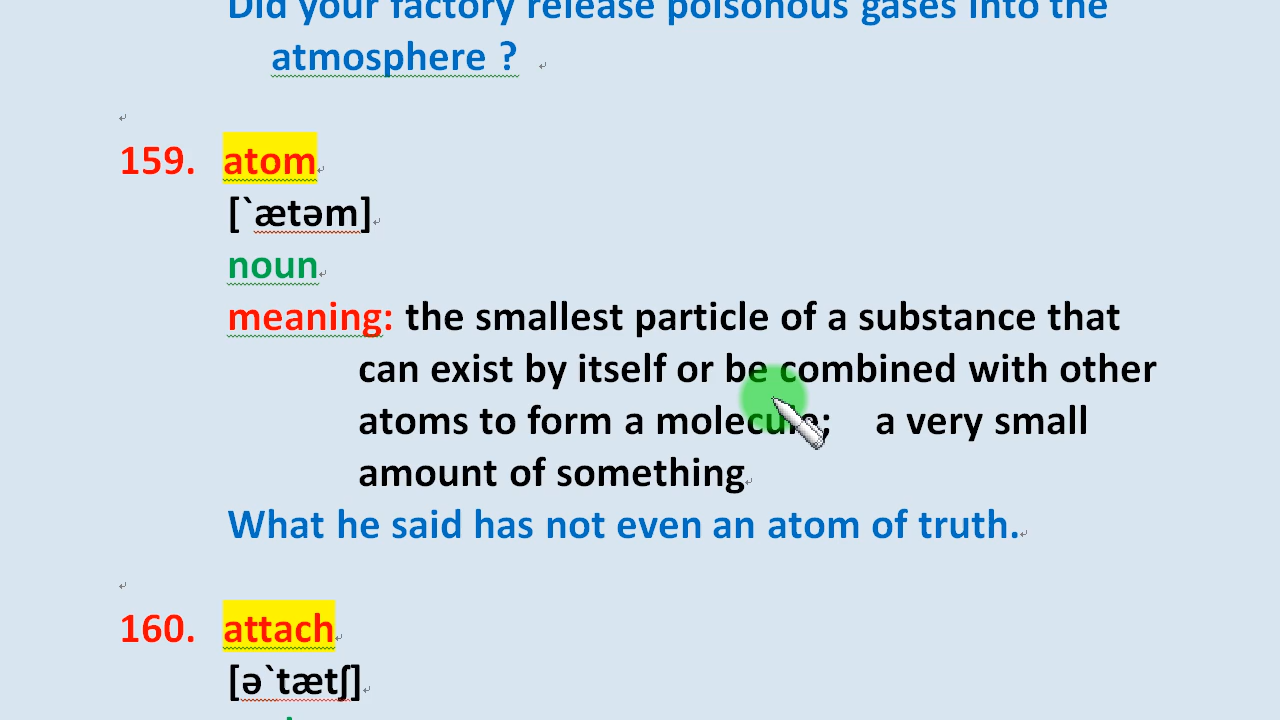 Did your factory release poisonous gases into the
atmosphere ?
159. atom
[`ætəm]
noun
meaning: the smallest particle of a substance that
can exist by itself or be combined with other
atoms to form a molecule; a very small
amount of something
What he said has not even an atom of truth.
160. attach
[ə`tætʃ]